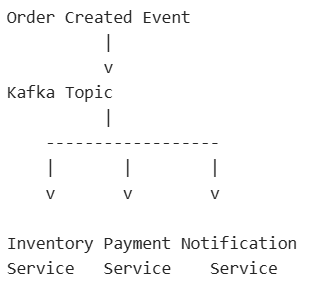 Order Created Event
|
v
Kafka Topic
|
------------------
| | |
v v v
Inventory Payment Notification
Service Service Service